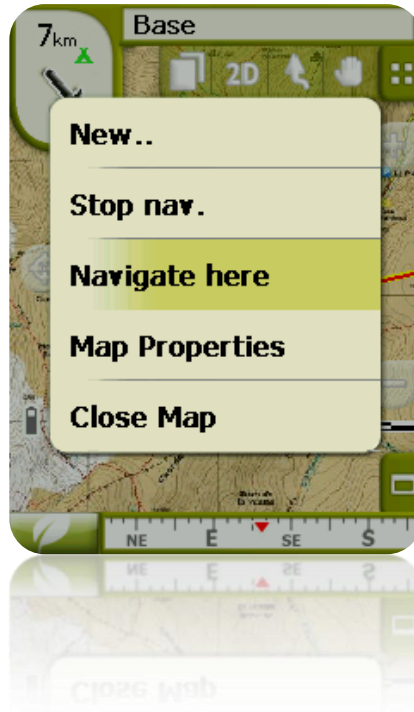 7km
Base
2D
New..
Stop nav.
Navigate here
Map Properties
Close Map
NE E SE S